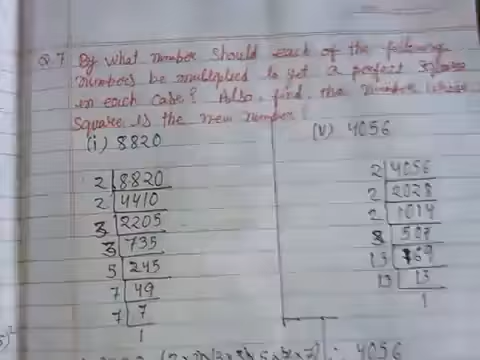 Q.7 By what number should each of the following
numbers be multiplied to get a perfect square
in each case? Also, find the number whose
square is the new number.
(i) 8820
(v) 4056
2 8820
2 4410
3 2205
3 735
5 245
7 49
7 7
1
2 4056
2 2028
2 1014
3 507
13 169
13 13
1
4056